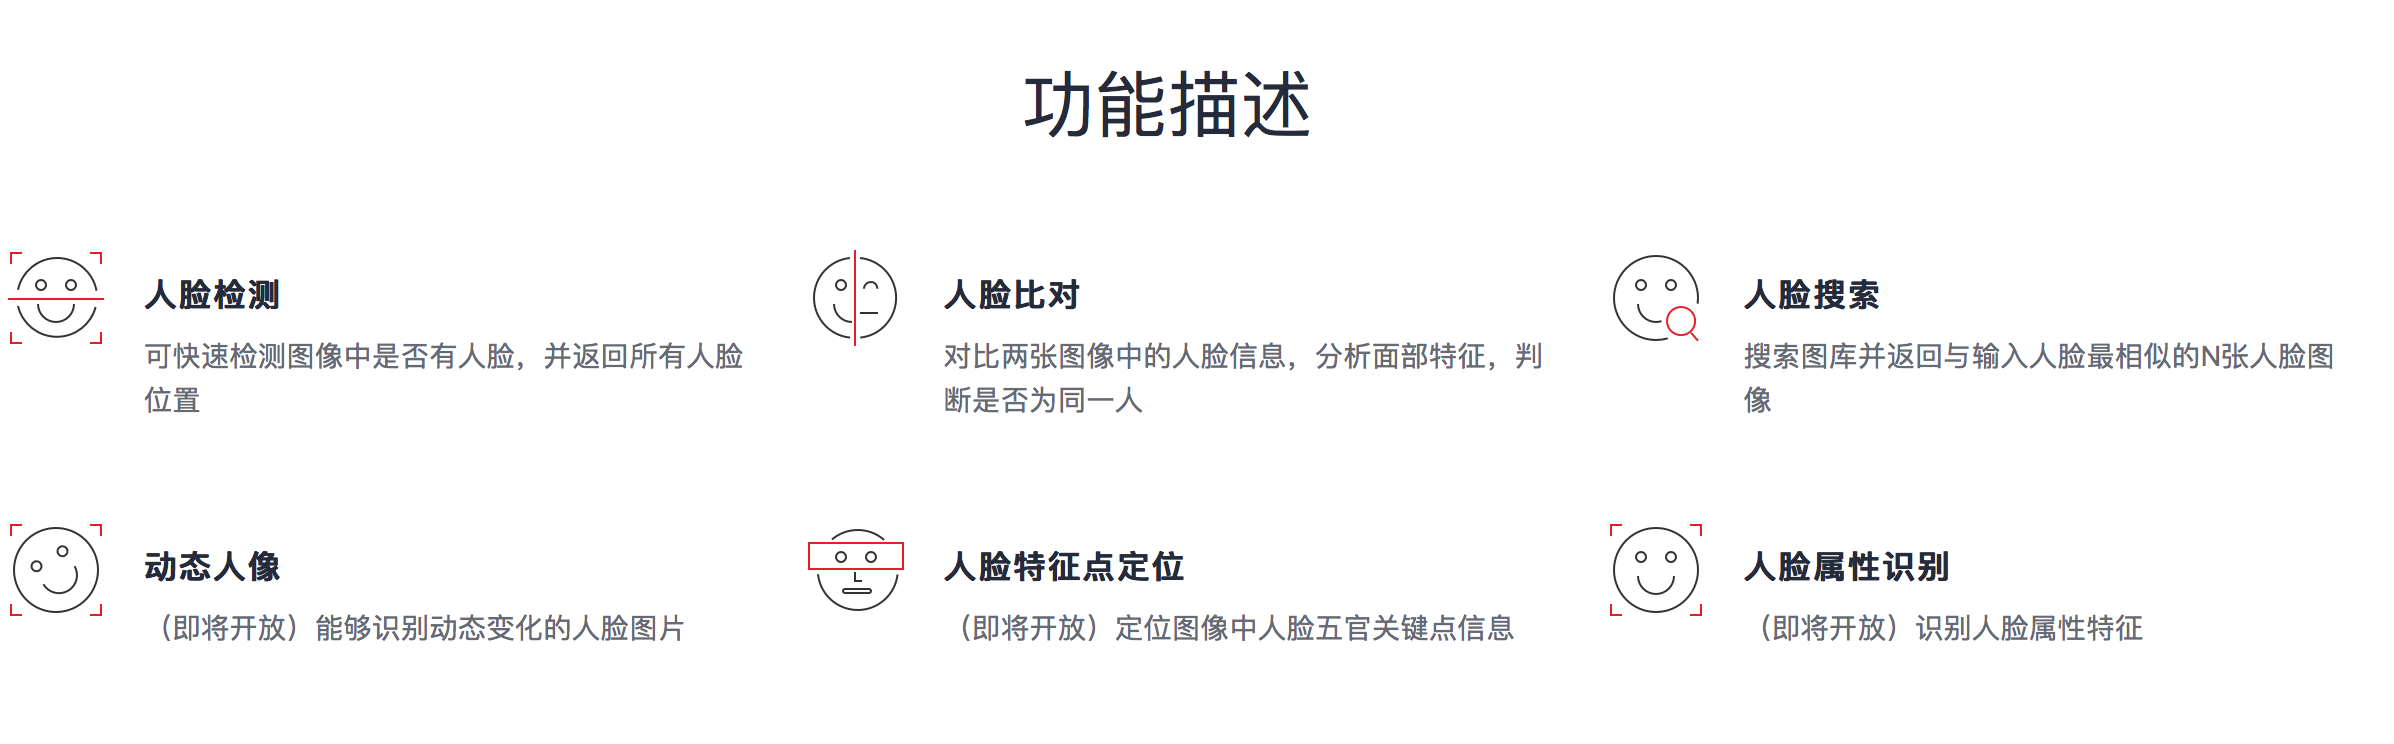 功能描述
人脸检测
可快速检测图像中是否有人脸，并返回所有人脸
位置
人脸比对
对比两张图像中的人脸信息，分析面部特征，判
断是否为同一人
人脸搜索
搜索图库并返回与输入人脸最相似的N张人脸图
像
动态人像
（即将开放）能够识别动态变化的人脸图片
人脸特征点定位
（即将开放）定位图像中人脸五官关键点信息
人脸属性识别
（即将开放）识别人脸属性特征